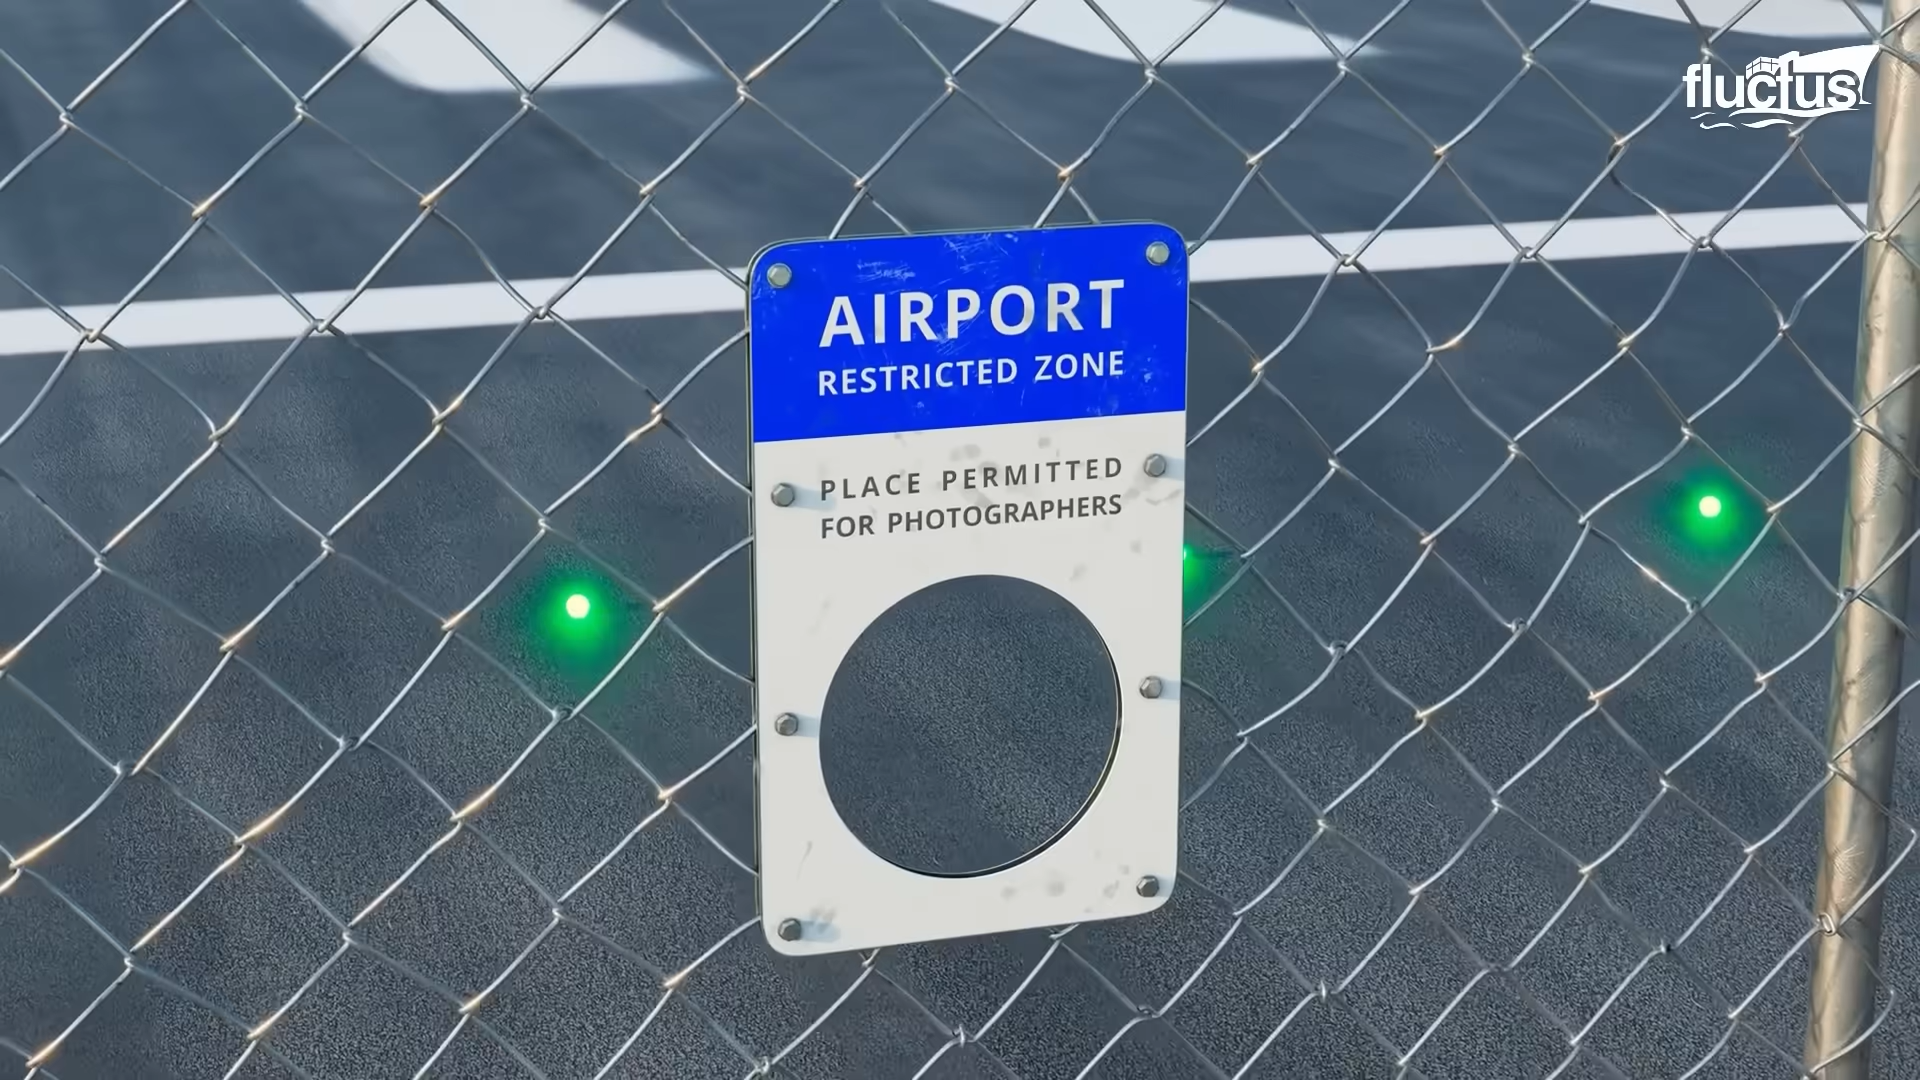 fluctus
AIRPORT
RESTRICTED ZONE
PLACE PERMITTED
FOR PHOTOGRAPHERS